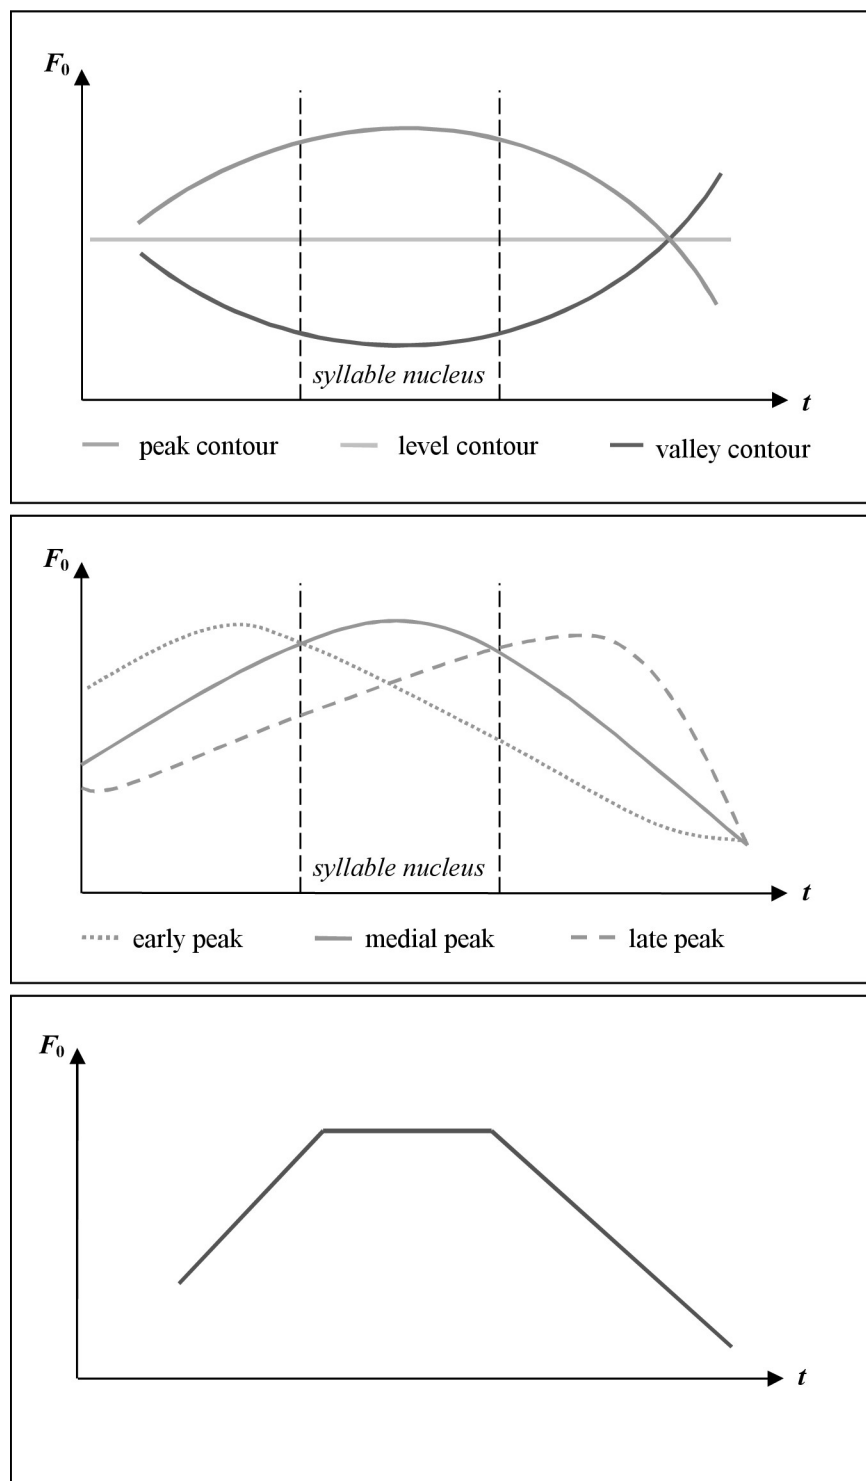 F₀
syllable nucleus
t
peak contour level contour valley contour
F₀
syllable nucleus
t
early peak medial peak late peak
F₀
t